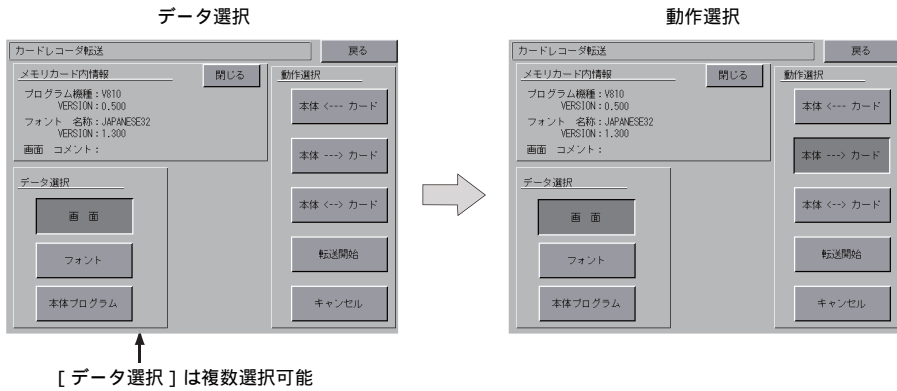 データ選択
カードレコーダ転送
戻る
メモリカード内情報
閉じる
プログラム機種：V810
VERSION：0.500
フォント 名称：JAPANESE32
VERSION：1.300
画面 コメント：
動作選択
本体 <--- カード
本体 ---> カード
本体 <--> カード
転送開始
キャンセル
データ選択
画 面
フォント
本体プログラム
［データ選択］は複数選択可能
動作選択
カードレコーダ転送
戻る
メモリカード内情報
閉じる
プログラム機種：V810
VERSION：0.500
フォント 名称：JAPANESE32
VERSION：1.300
画面 コメント：
動作選択
本体 <--- カード
本体 ---> カード
本体 <--> カード
転送開始
キャンセル
データ選択
画 面
フォント
本体プログラム